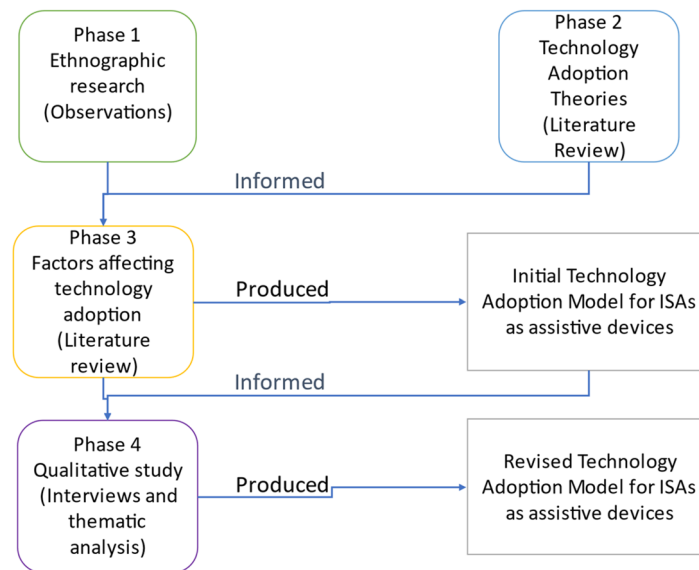 Phase 1
Ethnographic
research
(Observations)
Phase 2
Technology
Adoption
Theories
(Literature
Review)
Informed
Phase 3
Factors affecting
technology
adoption
(Literature
review)
Produced
Initial Technology
Adoption Model for ISAs
as assistive devices
Informed
Phase 4
Qualitative study
(Interviews and
thematic
analysis)
Produced
Revised Technology
Adoption Model for ISAs
as assistive devices